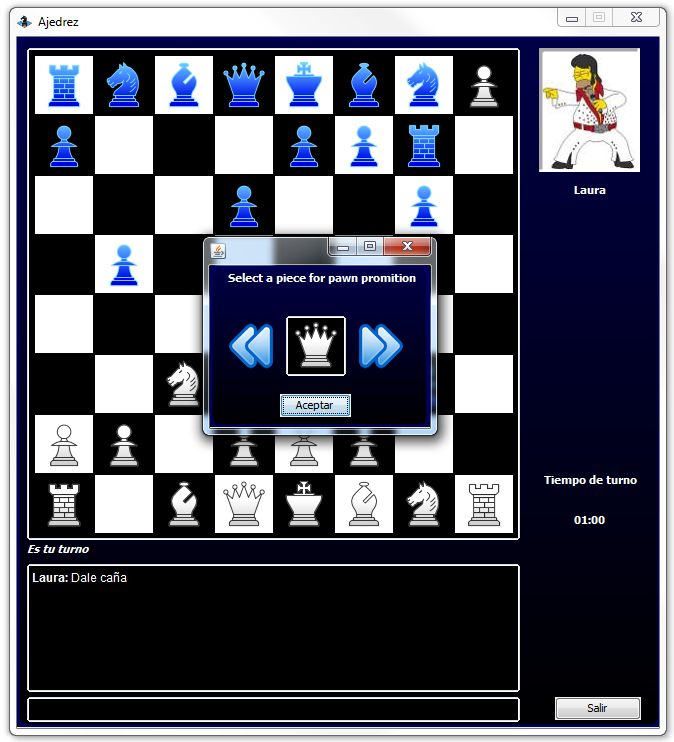 Ajedrez
Laura
Select a piece for pawn promition
Aceptar
Tiempo de turno
01:00
Es tu turno
Laura: Dale caña
Salir